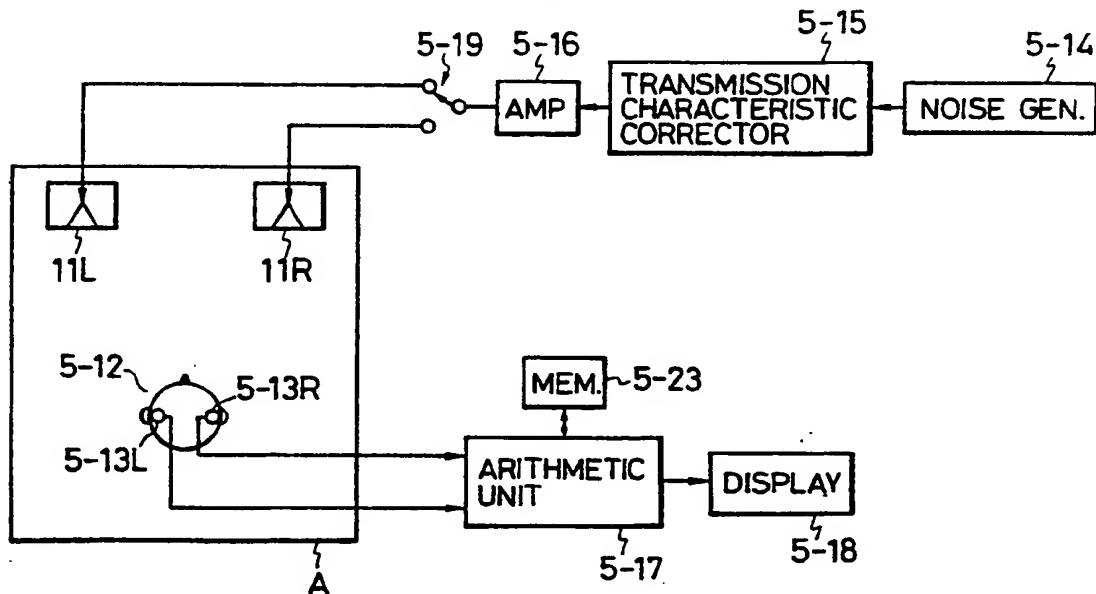 5-19
5-16
5-15
5-14
AMP
TRANSMISSION
CHARACTERISTIC
CORRECTOR
NOISE GEN.
11L
11R
5-12
5-13R
5-13L
MEM.
5-23
ARITHMETIC
UNIT
DISPLAY
5-17
5-18
A